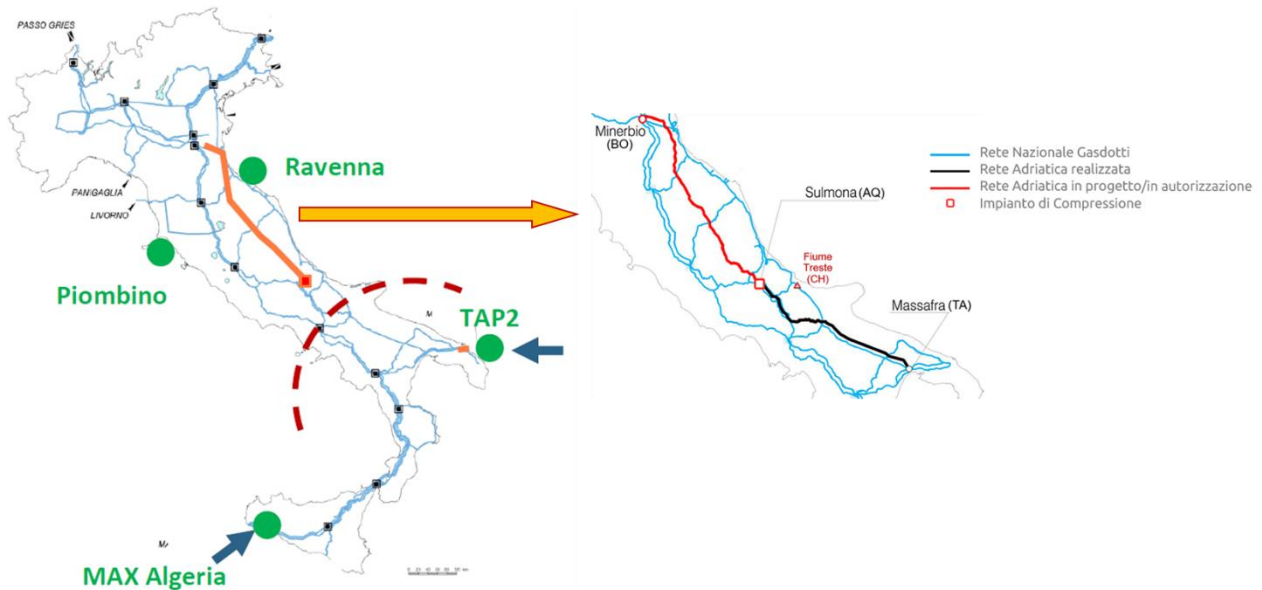 PASSO GRIES
Ravenna
PANIGAGLIA
LIVORNO
Piombino
TAP2
MAX Algeria
Minerbio
(BO)
Sulmona (AQ)
Fiume
Treste
(CH)
Massafra (TA)
Rete Nazionale Gasdotti
Rete Adriatica realizzata
Rete Adriatica in progetto/in autorizzazione
Impianto di Compressione